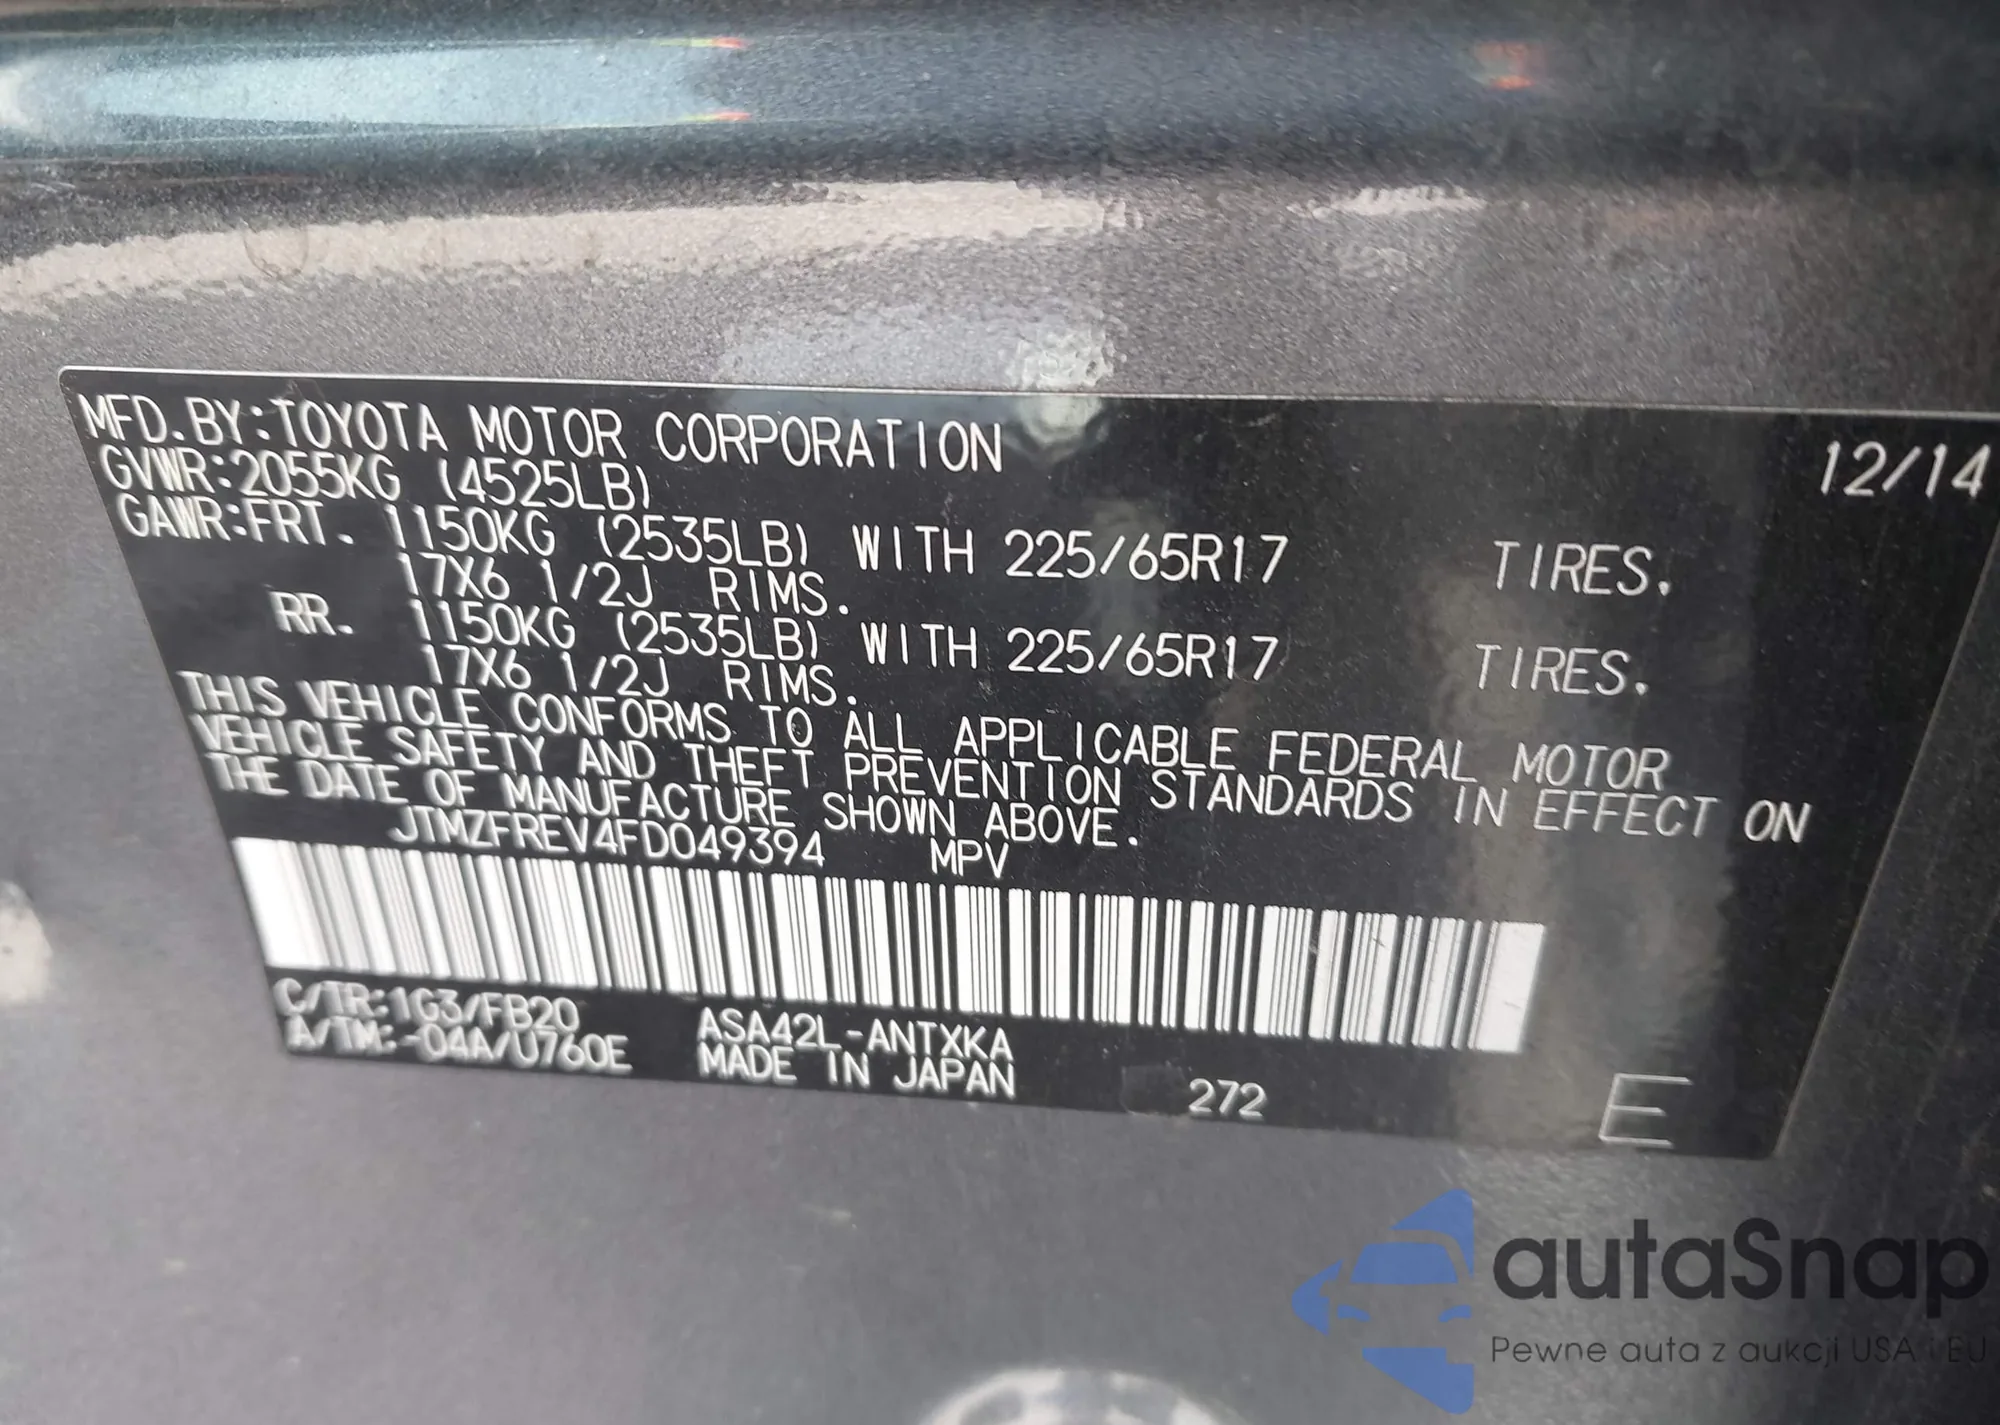 MFD.BY:TOYOTA MOTOR CORPORATION 12/14
GVWR:2055KG (4525LB)
GAWR:FRT. 1150KG (2535LB) WITH 225/65R17 TIRES.
17X6 1/2J RIMS.
RR. 1150KG (2535LB) WITH 225/65R17 TIRES.
17X6 1/2J RIMS.
THIS VEHICLE CONFORMS TO ALL APPLICABLE FEDERAL MOTOR
VEHICLE SAFETY AND THEFT PREVENTION STANDARDS IN EFFECT ON
THE DATE OF MANUFACTURE SHOWN ABOVE.
JTMZFREV4FD049394 MPV
C/TR:1G3/FB20 ASA42L-ANTXKA
A/TM:-04A/U760E MADE IN JAPAN 272 E
autaSnap
Pewne auta z aukcji USA i EU